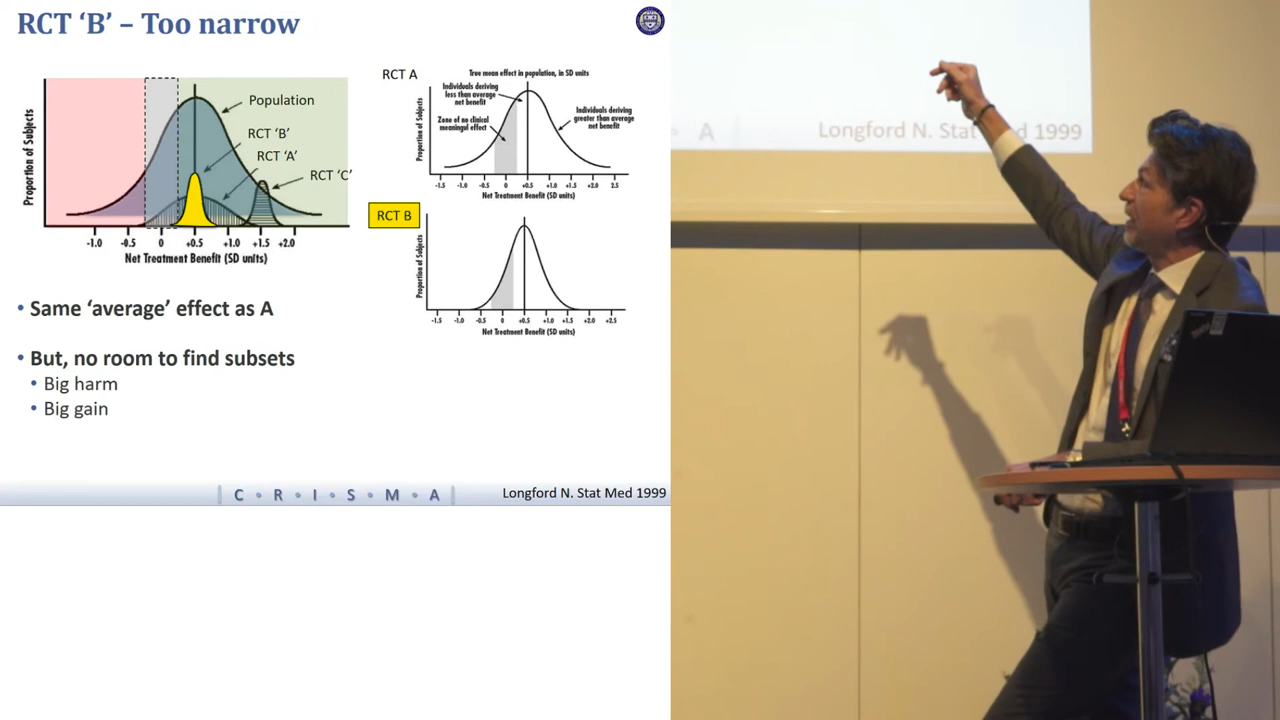 RCT ‘B’ – Too narrow
Proportion of Subjects
Population
RCT ‘B’
RCT ‘A’
RCT ‘C’
-1.0 -0.5 0 +0.5 +1.0 +1.5 +2.0
Net Treatment Benefit (SD units)
RCT A
True mean effect in population, in SD units
Individuals deriving
less than average
net benefit
Zone of no clinical
meaningul effect
Individuals deriving
greater than average
net benefit
Proportion of Subjects
-1.5 -1.0 -0.5 0 +0.5 +1.0 +1.5 +2.0 2.5
Net Treatment Benefit (SD units)
RCT B
Proportion of Subjects
-1.5 -1.0 -0.5 0 +0.5 +1.0 +1.5 +2.0 +2.5
Net Treatment Benefit (SD units)
• Same ‘average’ effect as A
• But, no room to find subsets
• Big harm
• Big gain
C • R • I • S • M • A
Longford N. Stat Med 1999
A
Longford N. Stat Med 1999